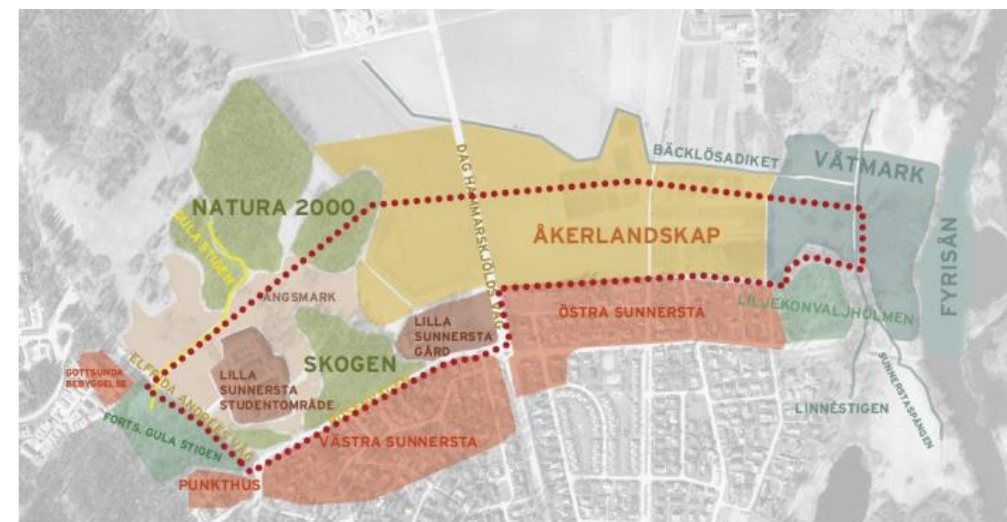 BÄCKLÖSADIKET
VÅTMARK
DAG HAMMARSKJÖLDS VÄG
NATURA 2000
GULA STIGEN
ÅKERLANDSKAP
FYRISÅN
ÄNGSMARK
LILJEKONVALJHOLMEN
ÖSTRA SUNNERSTA
LILLA
SUNNERSTA
GÅRD
SKOGEN
GOTTSUNDA
BEBYGGELSE
ELFRIDA ANDRÉES VÄG
LILLA
SUNNERSTA
STUDENTOMRÅDE
SUNNERSTASPÅNGEN
LINNÉSTIGEN
FORTS. GULA STIGEN
VÄSTRA SUNNERSTA
PUNKTHUS